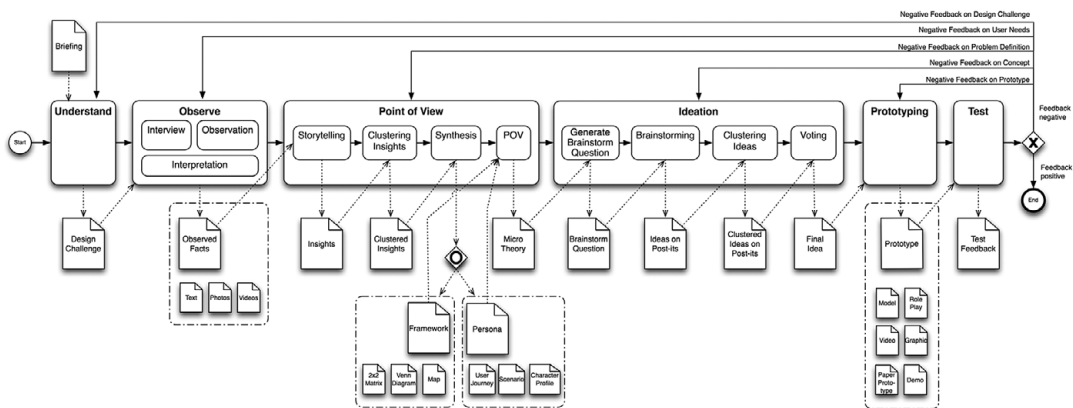 Negative Feedback on Design Challenge
Negative Feedback on User Needs
Negative Feedback on Problem Definition
Negative Feedback on Concept
Negative Feedback on Prototype
Briefing
Start
Understand
Observe
Interview
Observation
Interpretation
Point of View
Storytelling
Clustering
Insights
Synthesis
POV
Ideation
Generate
Brainstorm
Question
Brainstorming
Clustering
Ideas
Voting
Prototyping
Test
Feedback
negative
X
Feedback
positive
End
Design
Challenge
Observed
Facts
Text
Photos
Videos
Insights
Clustered
Insights
Framework
2x2
Matrix
Venn
Diagram
Map
Persona
User
Journey
Scenario
Character
Profile
Micro
Theory
Brainstorm
Question
Ideas on
Post-its
Clustered
Ideas on
Post-its
Final
Idea
Prototype
Model
Role
Play
Video
Graphic
Paper
Proto-
type
Demo
Test
Feedback